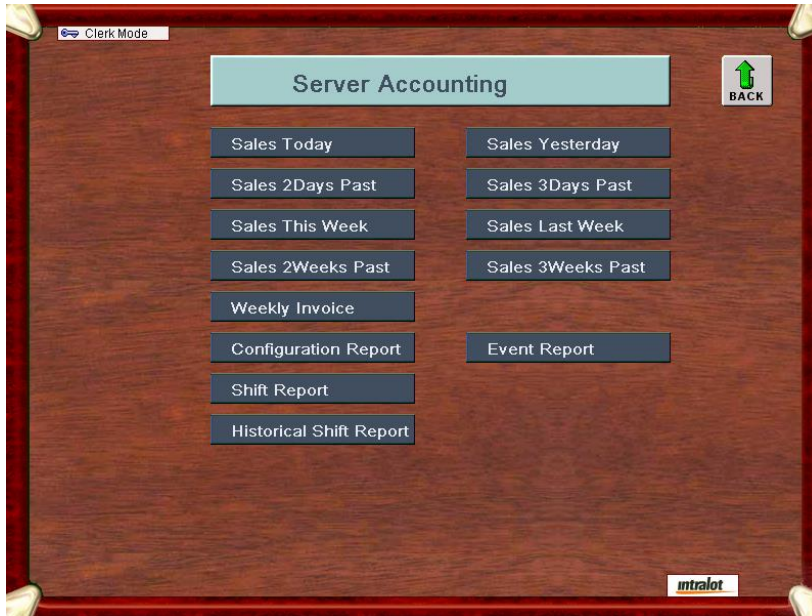 Clerk Mode
Server Accounting
BACK
Sales Today
Sales Yesterday
Sales 2Days Past
Sales 3Days Past
Sales This Week
Sales Last Week
Sales 2Weeks Past
Sales 3Weeks Past
Weekly Invoice
Configuration Report
Event Report
Shift Report
Historical Shift Report
intralot